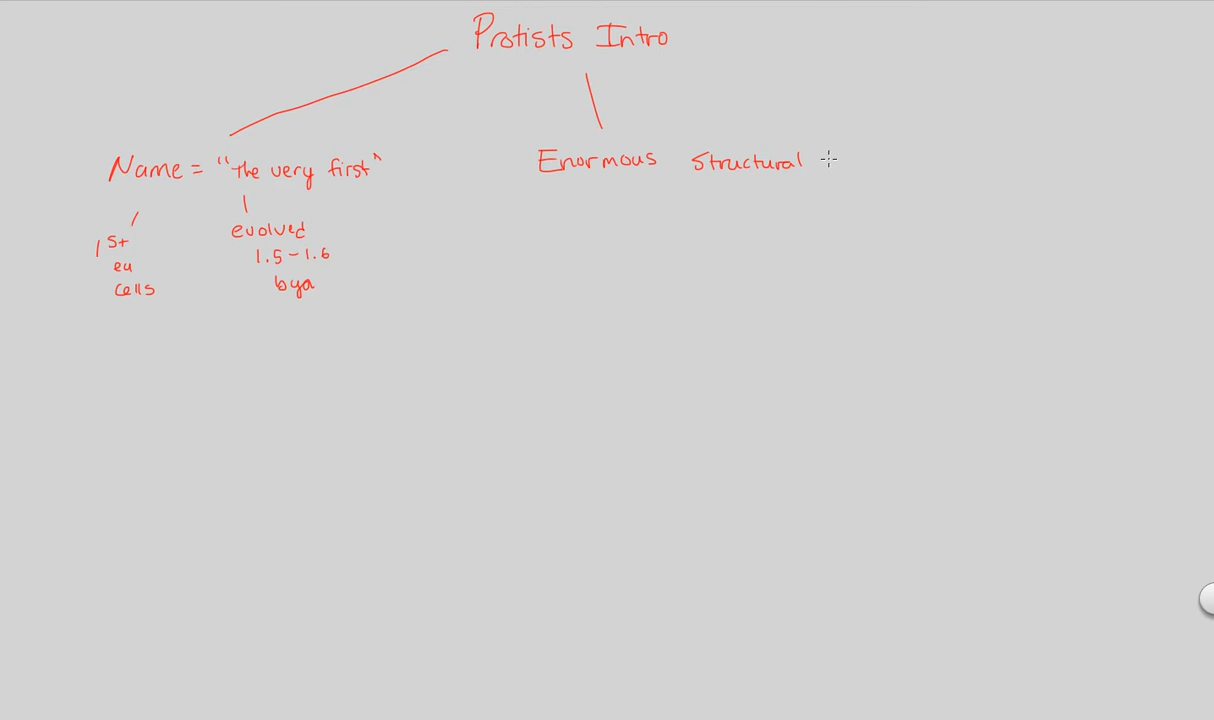 Protists Intro
Name = "the very first"
Enormous Structural
evolved
1.5-1.6
bya
1st
eu
cells